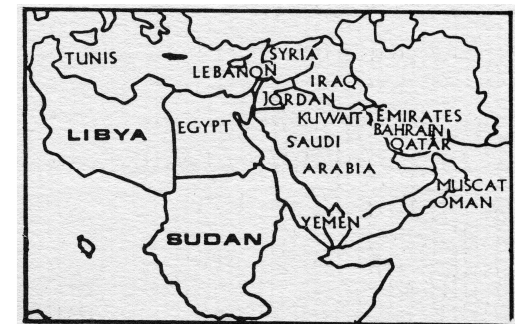 TUNIS
SYRIA
LEBANON
IRAQ
JORDAN
LIBYA
EGYPT
KUWAIT
EMIRATES
BAHRAIN
QATAR
SAUDI
ARABIA
MUSCAT
OMAN
YEMEN
SUDAN